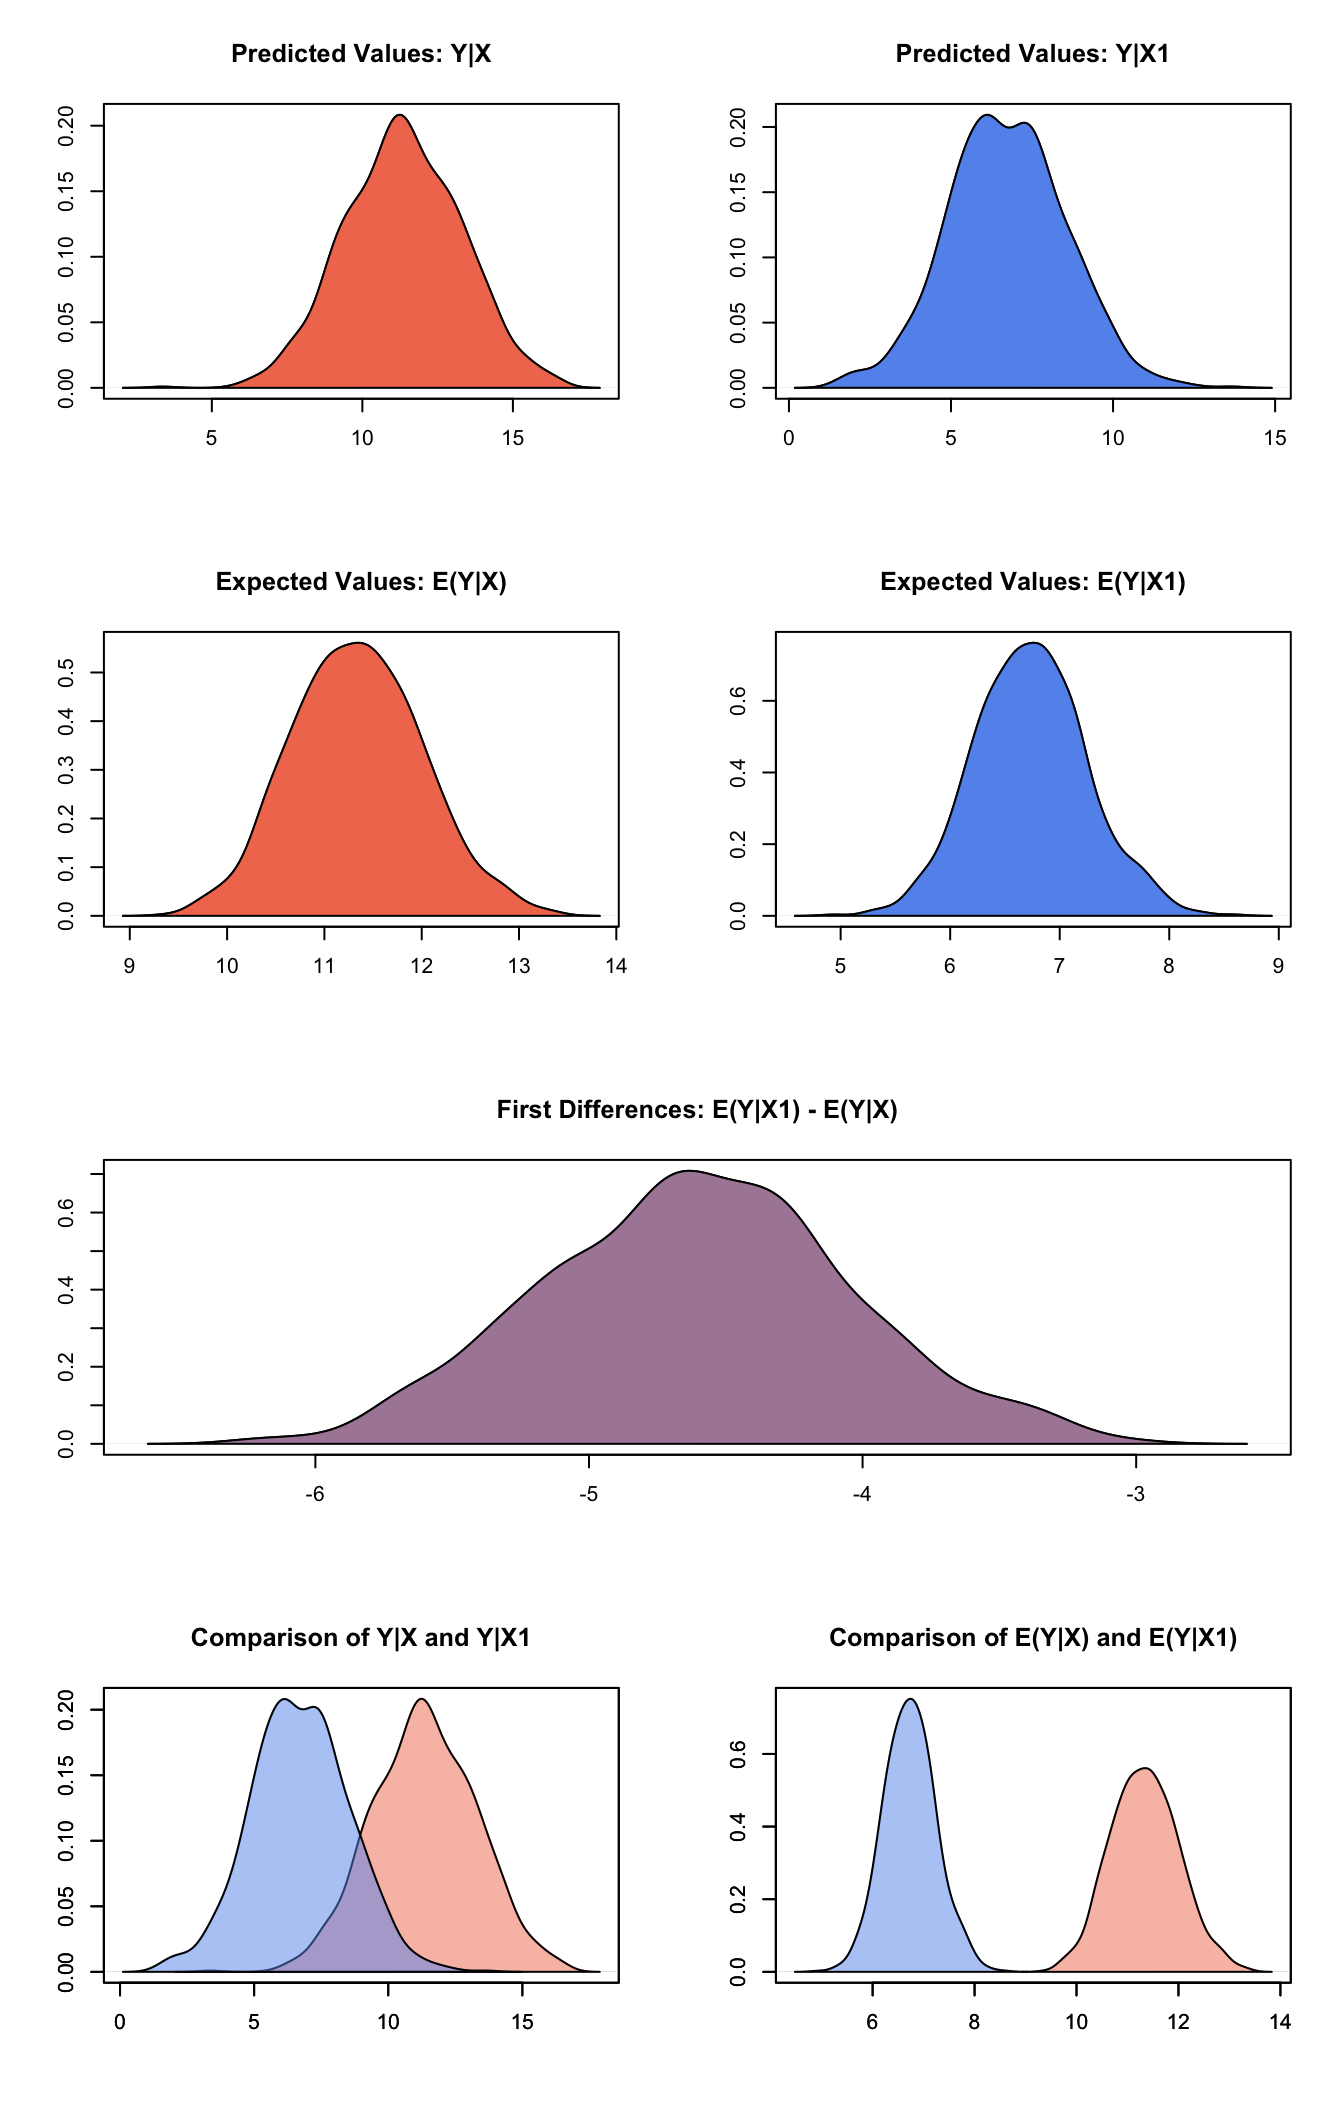 Predicted Values: Y|X
0.20
0.15
0.10
0.05
0.00
5 10 15
Predicted Values: Y|X1
0.20
0.15
0.10
0.05
0.00
0 5 10 15
Expected Values: E(Y|X)
0.5
0.4
0.3
0.2
0.1
0.0
9 10 11 12 13 14
Expected Values: E(Y|X1)
0.6
0.4
0.2
0.0
5 6 7 8 9
First Differences: E(Y|X1) - E(Y|X)
0.6
0.4
0.2
0.0
-6 -5 -4 -3
Comparison of Y|X and Y|X1
0.20
0.15
0.10
0.05
0.00
0 5 10 15
Comparison of E(Y|X) and E(Y|X1)
0.6
0.4
0.2
0.0
6 8 10 12 14